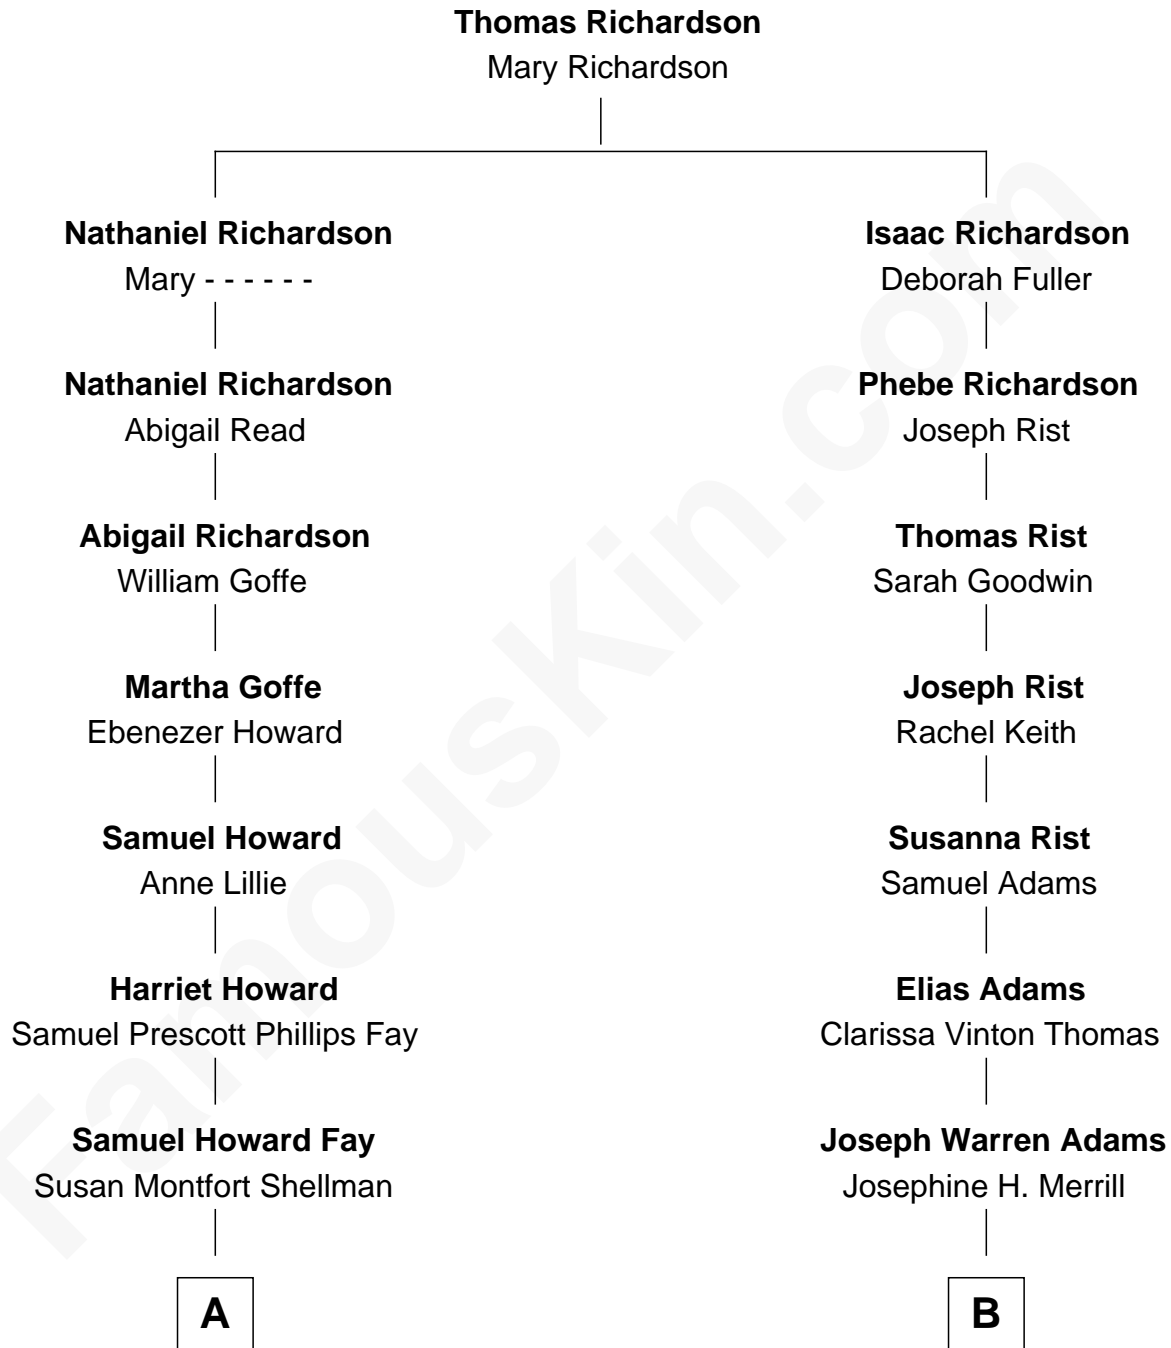 Thomas Richardson
Mary Richardson
Nathaniel Richardson
Mary - - - - - -
Isaac Richardson
Deborah Fuller
Nathaniel Richardson
Abigail Read
Phebe Richardson
Joseph Rist
Abigail Richardson
William Goffe
Thomas Rist
Sarah Goodwin
Martha Goffe
Ebenezer Howard
Joseph Rist
Rachel Keith
Samuel Howard
Anne Lillie
Susanna Rist
Samuel Adams
Harriet Howard
Samuel Prescott Phillips Fay
Elias Adams
Clarissa Vinton Thomas
Samuel Howard Fay
Susan Montfort Shellman
Joseph Warren Adams
Josephine H. Merrill
A
B
FamousKin.com